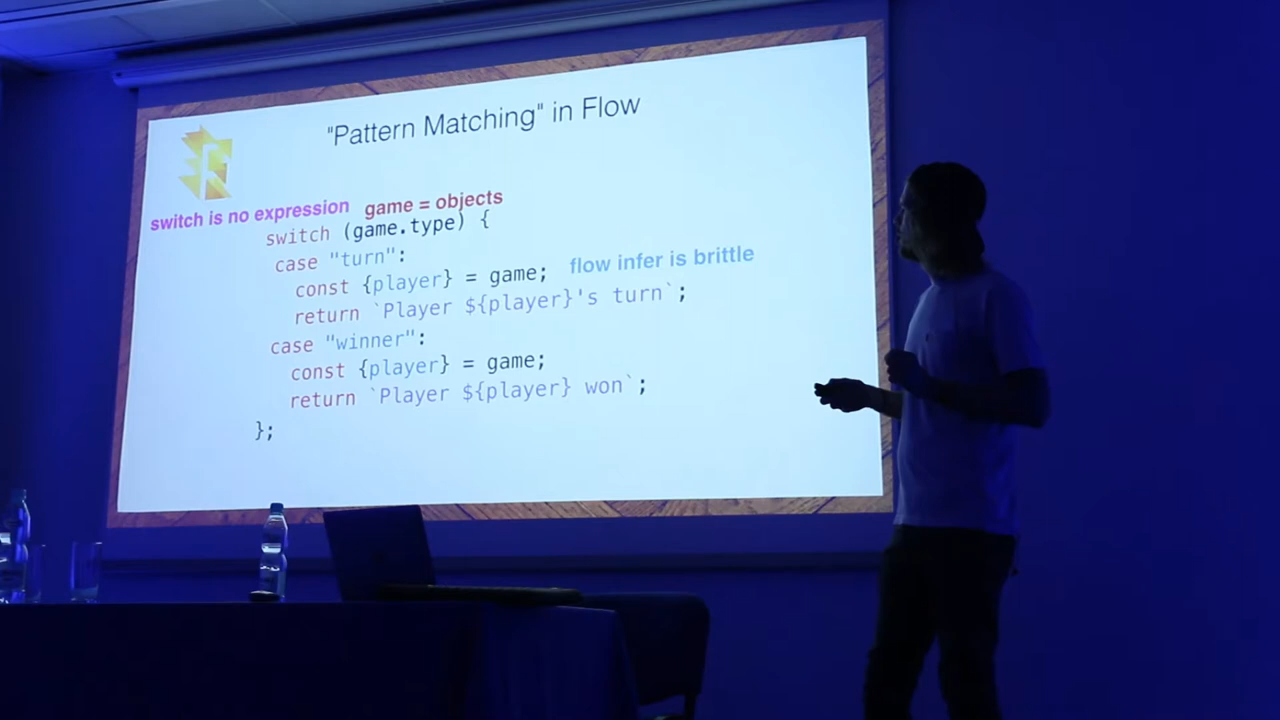 "Pattern Matching" in Flow
switch is no expression game = objects
switch (game.type) {
case "turn":
const {player} = game; flow infer is brittle
return `Player ${player}'s turn`;
case "winner":
const {player} = game;
return `Player ${player} won`;
};